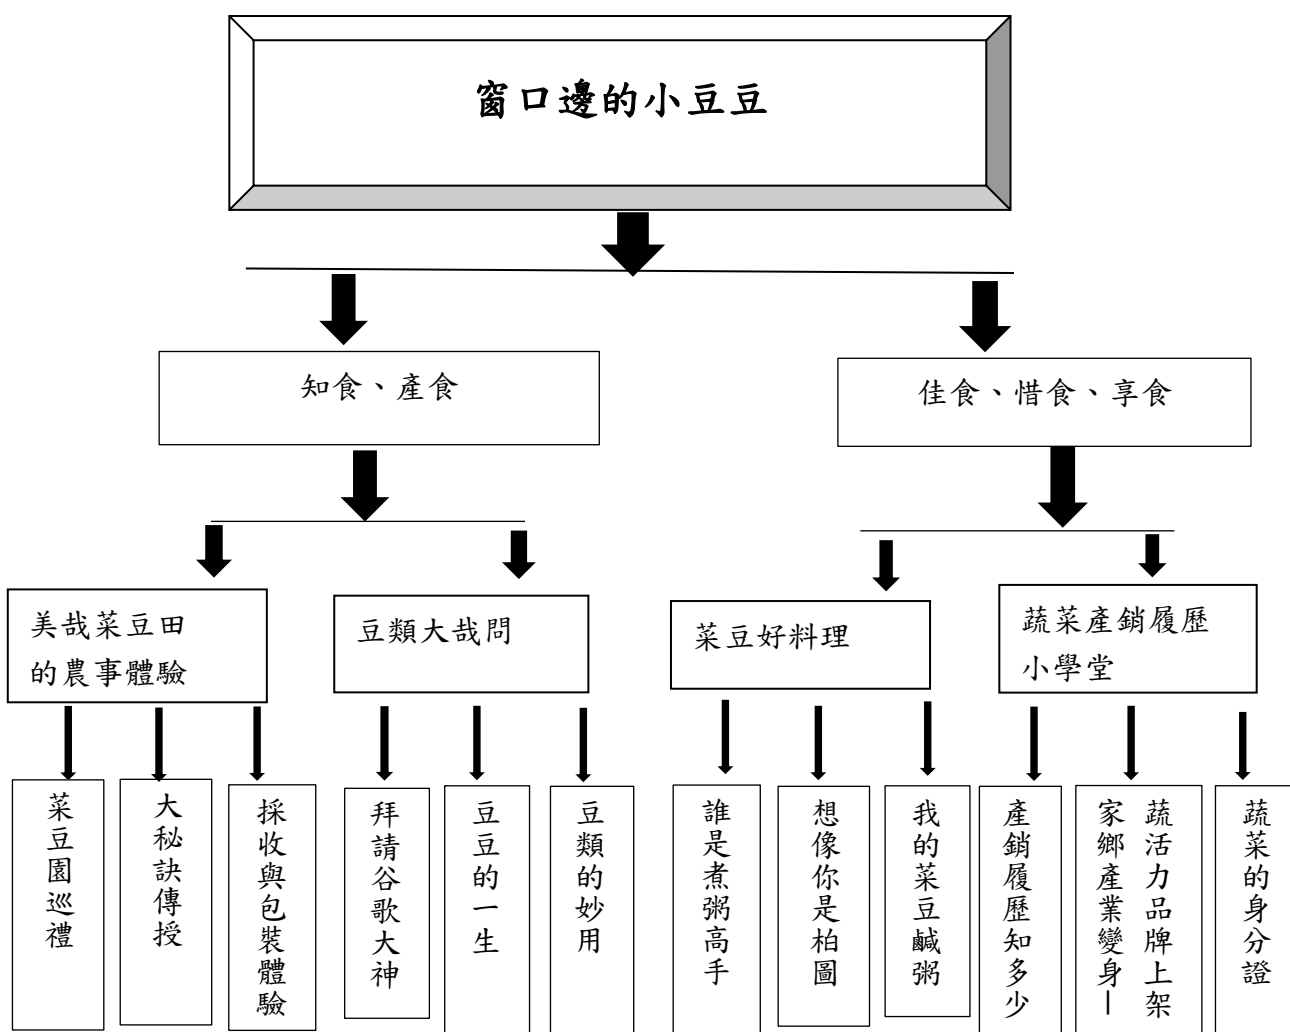 窗口邊的小豆豆
知食、產食
佳食、惜食、享食
美哉菜豆田
的農事體驗
豆類大哉問
菜豆好料理
蔬菜產銷履歷
小學堂
菜豆園巡禮
大秘訣傳授
採收與包裝體驗
拜請谷歌大神
豆豆的一生
豆類的妙用
誰是煮粥高手
想像你是柏圖
我的菜豆鹹粥
產銷履歷知多少
家鄉產業變身—
蔬活力品牌上架
蔬菜的身分證